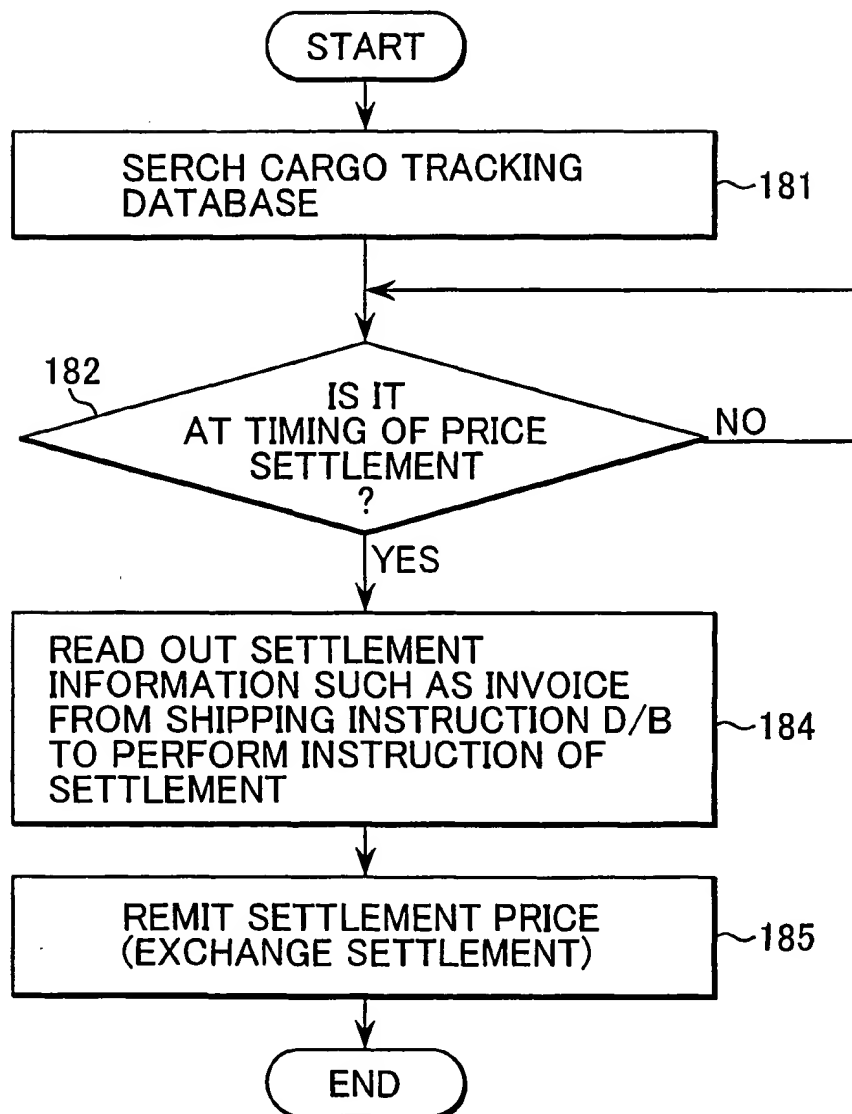 START
SERCH CARGO TRACKING
DATABASE
181
182
IS IT
AT TIMING OF PRICE
SETTLEMENT
?
NO
YES
READ OUT SETTLEMENT
INFORMATION SUCH AS INVOICE
FROM SHIPPING INSTRUCTION D/B
TO PERFORM INSTRUCTION OF
SETTLEMENT
184
REMIT SETTLEMENT PRICE
(EXCHANGE SETTLEMENT)
185
END